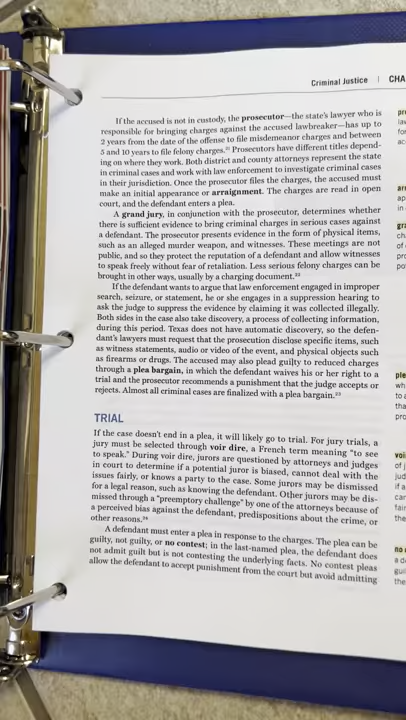 Criminal Justice | CHA
If the accused is not in custody, the prosecutor—the state's lawyer who is
responsible for bringing charges against the accused lawbreaker—has up to
2 years from the date of the offense to file misdemeanor charges and between
5 and 10 years to file felony charges.³¹ Prosecutors have different titles depend-
ing on where they work. Both district and county attorneys represent the state
in criminal cases and work with law enforcement to investigate criminal cases
in their jurisdiction. Once the prosecutor files the charges, the accused must
make an initial appearance or arraignment. The charges are read in open
court, and the defendant enters a plea.
A grand jury, in conjunction with the prosecutor, determines whether
there is sufficient evidence to bring criminal charges in serious cases against
a defendant. The prosecutor presents evidence in the form of physical items,
such as an alleged murder weapon, and witnesses. These meetings are not
public, and so they protect the reputation of a defendant and allow witnesses
to speak freely without fear of retaliation. Less serious felony charges can be
brought in other ways, usually by a charging document.³²
If the defendant wants to argue that law enforcement engaged in improper
search, seizure, or statement, he or she engages in a suppression hearing to
ask the judge to suppress the evidence by claiming it was collected illegally.
Both sides in the case also take discovery, a process of collecting information,
during this period. Texas does not have automatic discovery, so the defen-
dant's lawyers must request that the prosecution disclose specific items, such
as witness statements, audio or video of the event, and physical objects such
as firearms or drugs. The accused may also plead guilty to reduced charges
through a plea bargain, in which the defendant waives his or her right to a
trial and the prosecutor recommends a punishment that the judge accepts or
rejects. Almost all criminal cases are finalized with a plea bargain.³³
TRIAL
If the case doesn't end in a plea, it will likely go to trial. For jury trials, a
jury must be selected through voir dire, a French term meaning "to see
to speak." During voir dire, jurors are questioned by attorneys and judges
in court to determine if a potential juror is biased, cannot deal with the
issues fairly, or knows a party to the case. Some jurors may be dismissed
for a legal reason, such as knowing the defendant. Other jurors may be dis-
missed through a "preemptory challenge" by one of the attorneys because of
a perceived bias against the defendant, predispositions about the crime, or
other reasons.³⁴
A defendant must enter a plea in response to the charges. The plea can be
guilty, not guilty, or no contest; in the last-named plea, the defendant does
not admit guilt but is not contesting the underlying facts. No contest pleas
allow the defendant to accept punishment from the court but avoid admitting